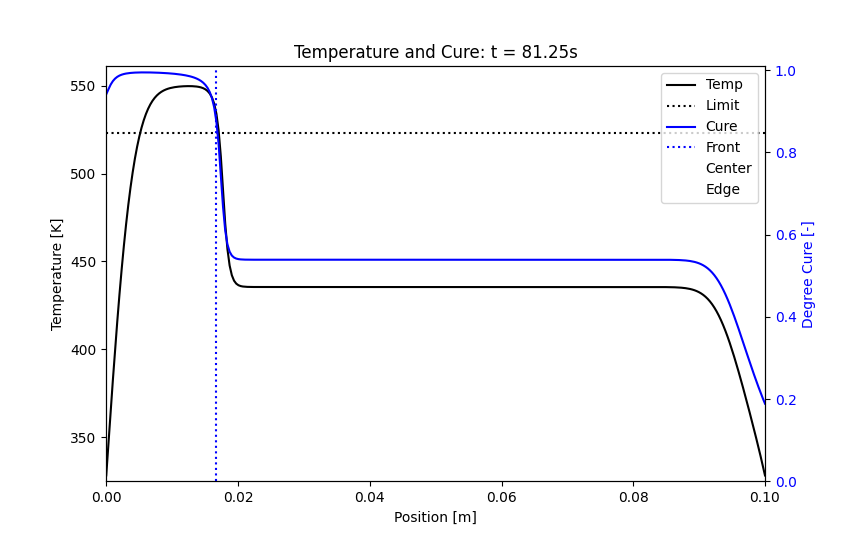 Temperature and Cure: t = 81.25s
550
500
450
400
350
Temperature [K]
1.0
0.8
0.6
0.4
0.2
0.0
Degree Cure [-]
Temp
Limit
Cure
Front
Center
Edge
0.00 0.02 0.04 0.06 0.08 0.10
Position [m]